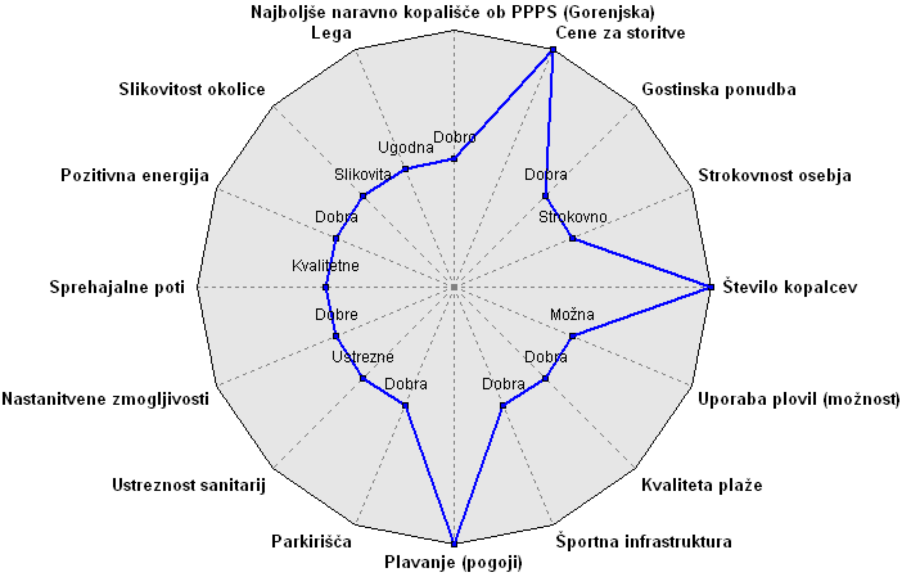 Najboljše naravno kopališče ob PPPS (Gorenjska)
Lega
Cene za storitve
Slikovitost okolice
Gostinska ponudba
Dobro
Ugodna
Pozitivna energija
Slikovita
Dobra
Strokovnost osebja
Dobra
Strokovno
Kvalitetne
Sprehajalne poti
Število kopalcev
Dobre
Možna
Ustrezne
Dobra
Nastanitvene zmogljivosti
Dobra
Dobra
Uporaba plovil (možnost)
Ustreznost sanitarij
Kvaliteta plaže
Parkirišča
Športna infrastruktura
Plavanje (pogoji)